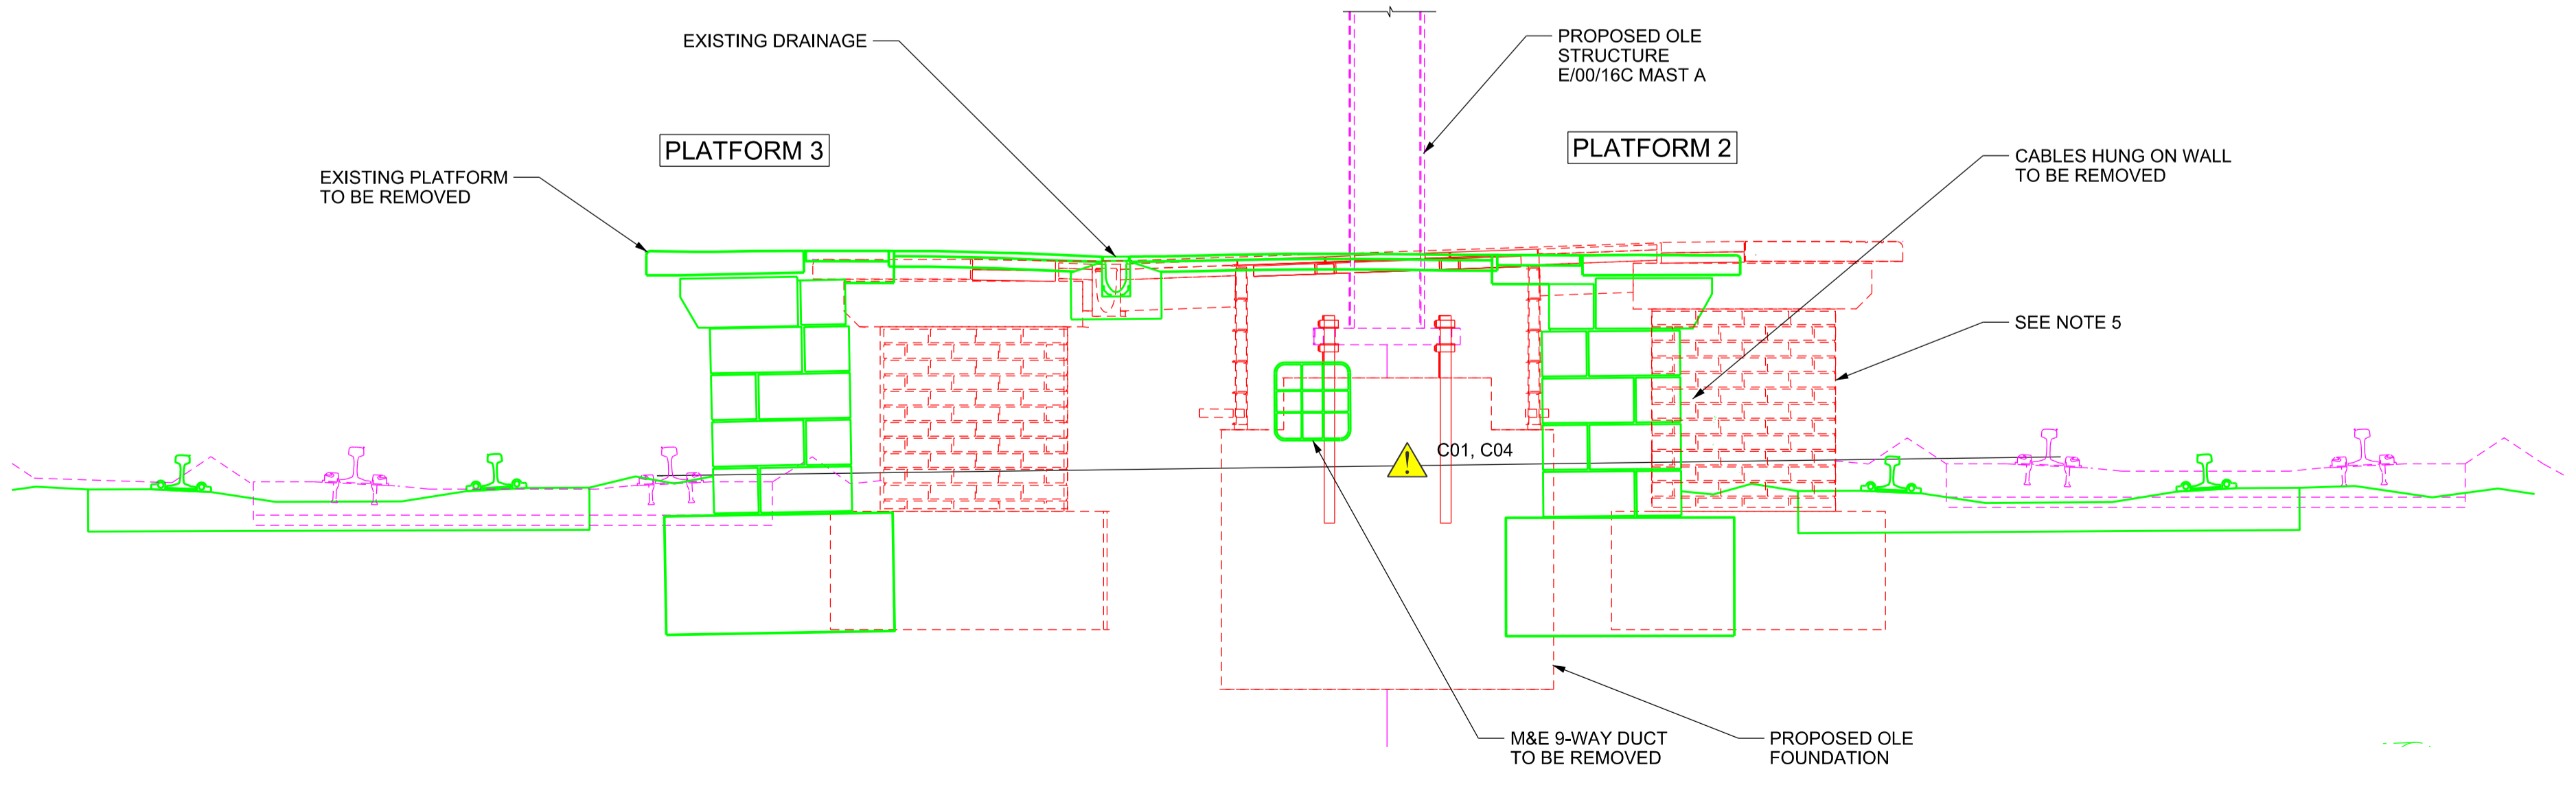 EXISTING DRAINAGE
PROPOSED OLE
STRUCTURE
E/00/16C MAST A
PLATFORM 3
PLATFORM 2
CABLES HUNG ON WALL
TO BE REMOVED
EXISTING PLATFORM
TO BE REMOVED
SEE NOTE 5
C01, C04
M&E 9-WAY DUCT
TO BE REMOVED
PROPOSED OLE
FOUNDATION